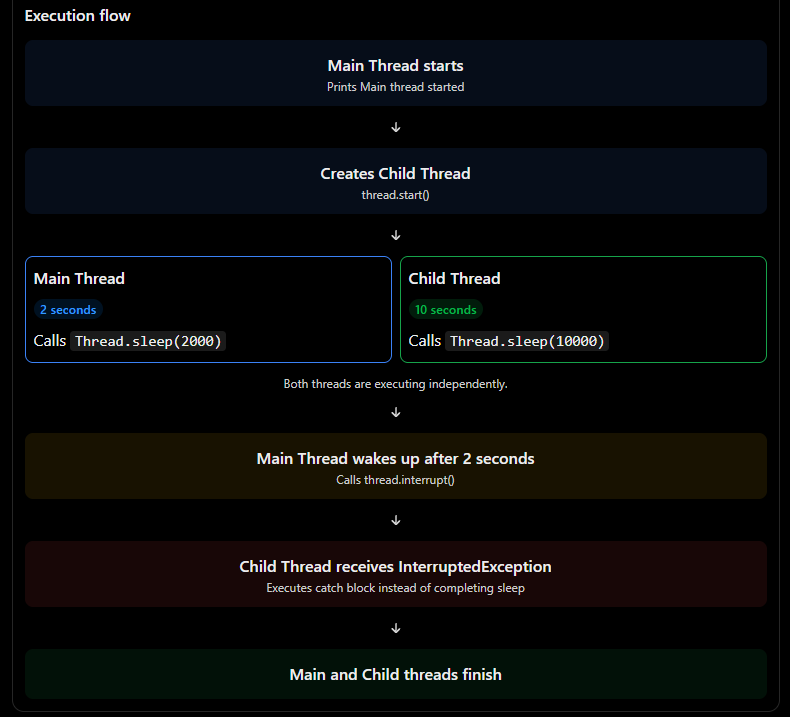 Execution flow
Main Thread starts
Prints Main thread started
↓
Creates Child Thread
thread.start()
↓
Main Thread
2 seconds
Calls Thread.sleep(2000)
Child Thread
10 seconds
Calls Thread.sleep(10000)
Both threads are executing independently.
↓
Main Thread wakes up after 2 seconds
Calls thread.interrupt()
↓
Child Thread receives InterruptedException
Executes catch block instead of completing sleep
↓
Main and Child threads finish